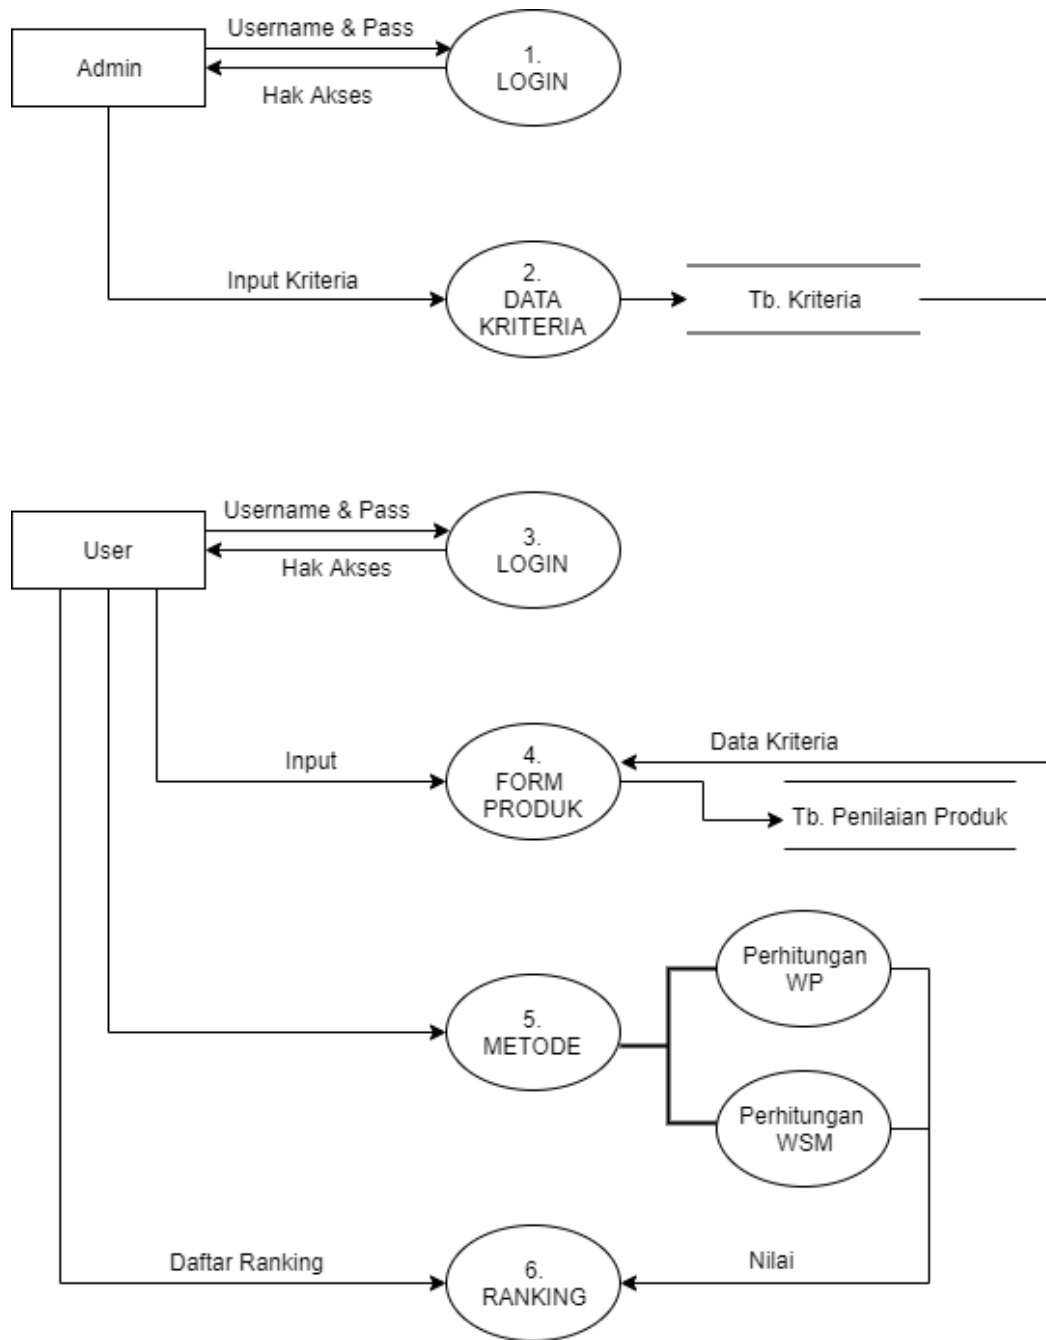 Username & Pass
Admin
1.
LOGIN
Hak Akses
Input Kriteria
2.
DATA
KRITERIA
Tb. Kriteria
Username & Pass
User
3.
LOGIN
Hak Akses
Data Kriteria
Input
4.
FORM
PRODUK
Tb. Penilaian Produk
Perhitungan
WP
5.
METODE
Perhitungan
WSM
Daftar Ranking
6.
RANKING
Nilai